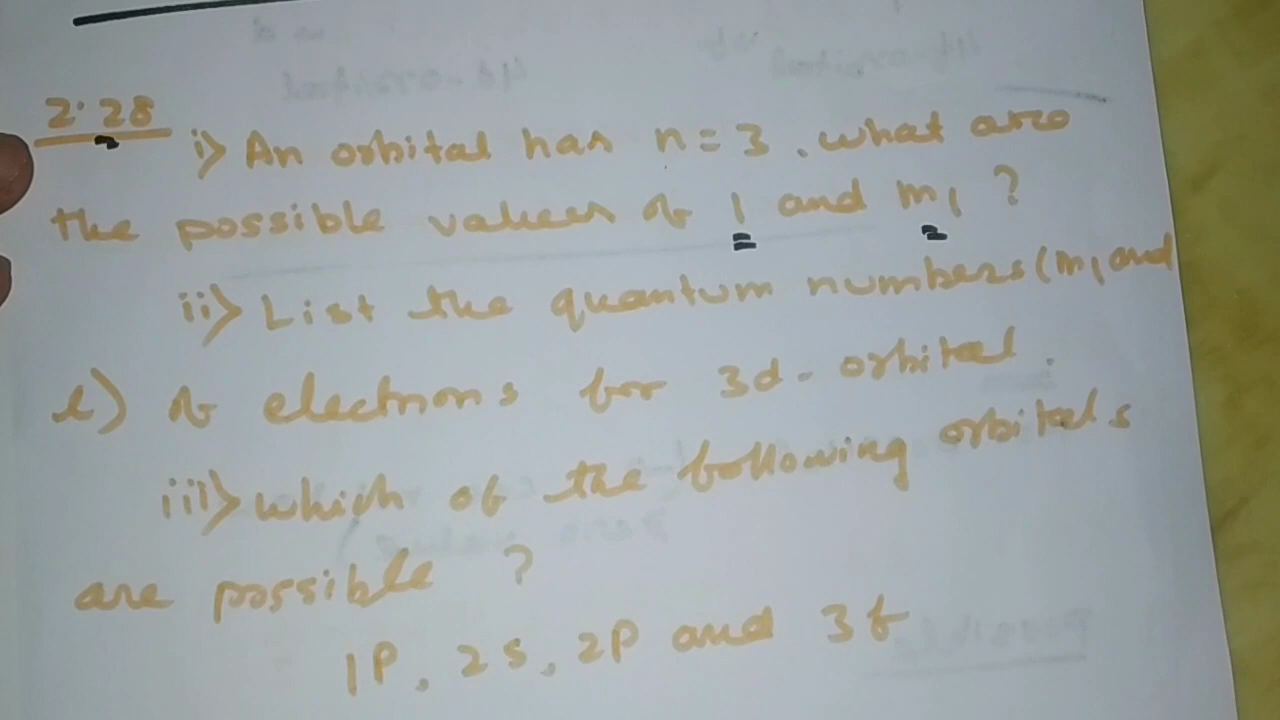 2.28
i) An orbital has n = 3. what are
the possible values of l and ml ?
ii) List the quantum numbers (ml and
l) of electrons for 3d-orbital.
iii) which of the following orbitals
are possible ?
1P, 2s, 2P and 3f